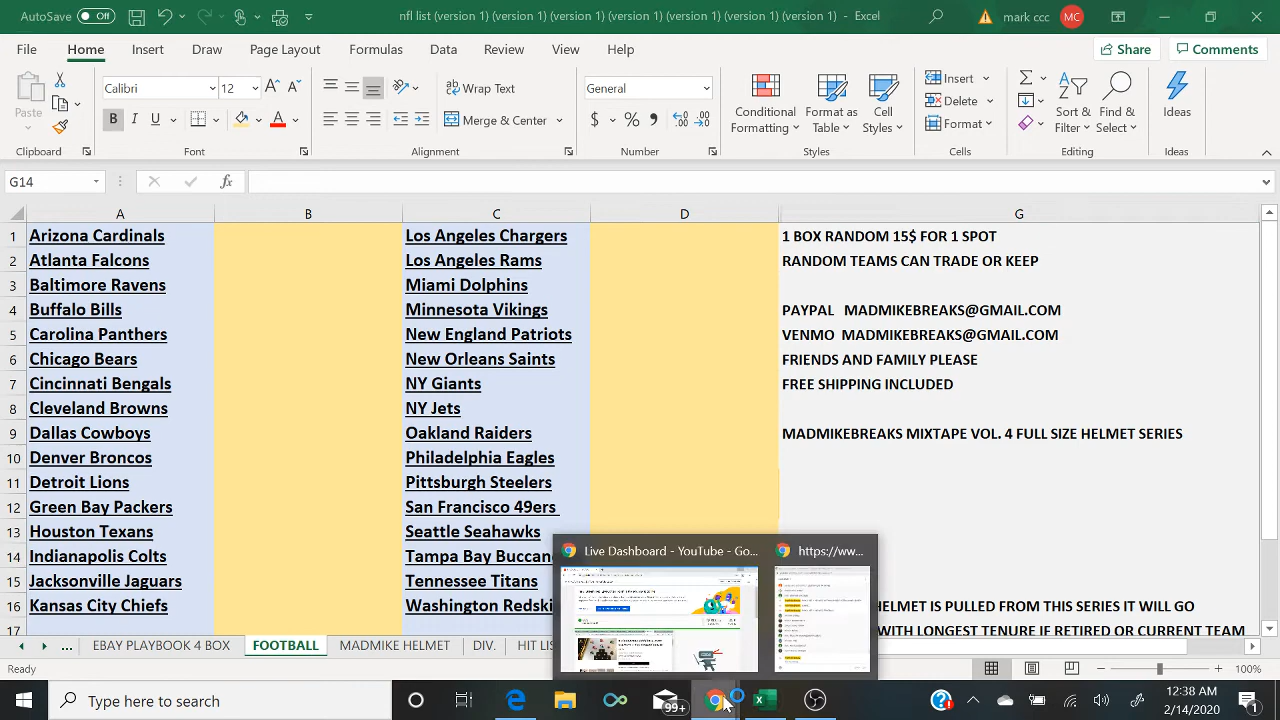 AutoSave Off
nfl list (version 1) (version 1) (version 1) (version 1) (version 1) (version 1) (version 1) - Excel
mark ccc MC
File Home Insert Draw Page Layout Formulas Data Review View Help Share Comments
Paste
Calibri 12
B I U
Wrap Text
Merge & Center
General
$ % 9
Conditional Formatting
Format as Table
Cell Styles
Insert
Delete
Format
Sort & Filter
Find & Select
Ideas
Clipboard Font Alignment Number Styles Cells Editing Ideas
G14 fx
A B C D G
1 Arizona Cardinals Los Angeles Chargers 1 BOX RANDOM 15$ FOR 1 SPOT
2 Atlanta Falcons Los Angeles Rams RANDOM TEAMS CAN TRADE OR KEEP
3 Baltimore Ravens Miami Dolphins
4 Buffalo Bills Minnesota Vikings PAYPAL MADMIKEBREAKS@GMAIL.COM
5 Carolina Panthers New England Patriots VENMO MADMIKEBREAKS@GMAIL.COM
6 Chicago Bears New Orleans Saints FRIENDS AND FAMILY PLEASE
7 Cincinnati Bengals NY Giants FREE SHIPPING INCLUDED
8 Cleveland Browns NY Jets
9 Dallas Cowboys Oakland Raiders MADMIKEBREAKS MIXTAPE VOL. 4 FULL SIZE HELMET SERIES
10 Denver Broncos Philadelphia Eagles
11 Detroit Lions Pittsburgh Steelers
12 Green Bay Packers San Francisco 49ers
13 Houston Texans Seattle Seahawks
14 Indianapolis Colts Tampa Bay Buccan
15 Jacksonville Jaguars Tennessee Titans
16 Kansas City Chiefs Washington Redski HELMET IS PULLED FROM THIS SERIES IT WILL GO
17 WITH LONGEST TENURE IF RETIRED OR CURRENT TEAM
Live Dashboard - YouTube - Go...
https://ww...
... PLAYBOOK FOOTBALL MADMIKE HELMET DIV.
Ready
100%
Type here to search
99+
12:38 AM
2/14/2020
1